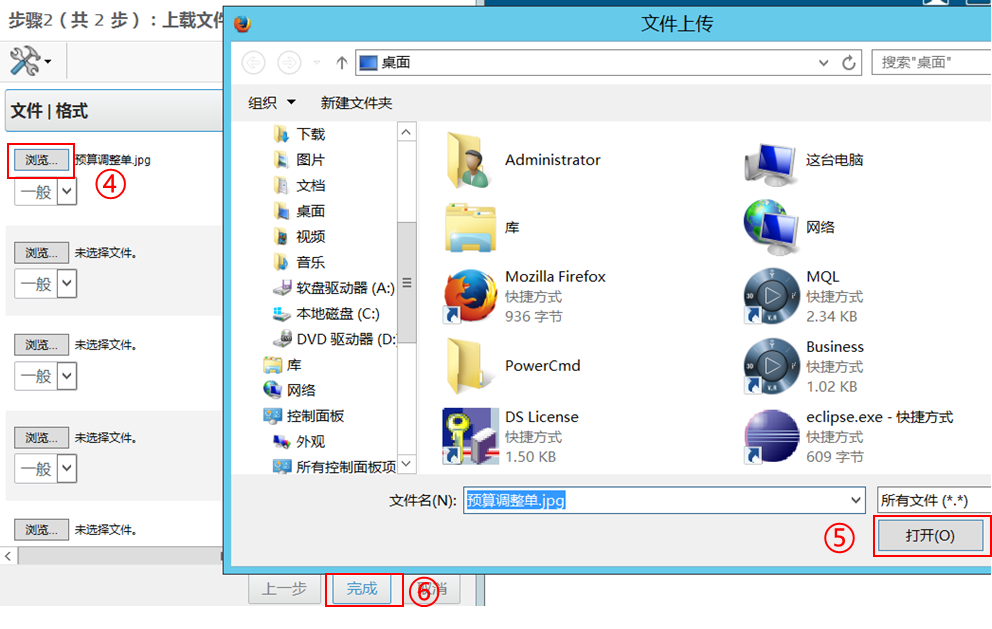 步骤2（共 2 步）：上载文件
文件 | 格式
浏览...
预算调整单.jpg
④
一般
浏览...
未选择文件。
一般
浏览...
未选择文件。
一般
浏览...
未选择文件。
一般
浏览...
未选择文件。
上一步
完成
⑥
取消
文件上传
桌面
搜索"桌面"
组织
新建文件夹
下载
图片
文档
桌面
视频
音乐
软盘驱动器 (A:)
本地磁盘 (C:)
DVD 驱动器 (D:
库
网络
控制面板
外观
所有控制面板项
Administrator
这台电脑
库
网络
Mozilla Firefox
快捷方式
936 字节
MQL
快捷方式
2.34 KB
PowerCmd
Business
快捷方式
1.02 KB
DS License
快捷方式
1.50 KB
eclipse.exe - 快捷方式
快捷方式
609 字节
文件名(N):
预算调整单.jpg
所有文件 (*.*)
⑤
打开(O)